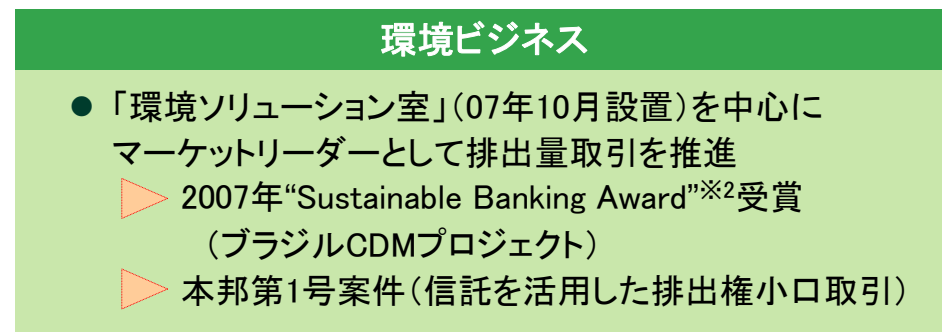 環境ビジネス
●「環境ソリューション室」(07年10月設置)を中心に
マーケットリーダーとして排出量取引を推進
2007年“Sustainable Banking Award”※2受賞
(ブラジルCDMプロジェクト)
本邦第1号案件(信託を活用した排出権小口取引)